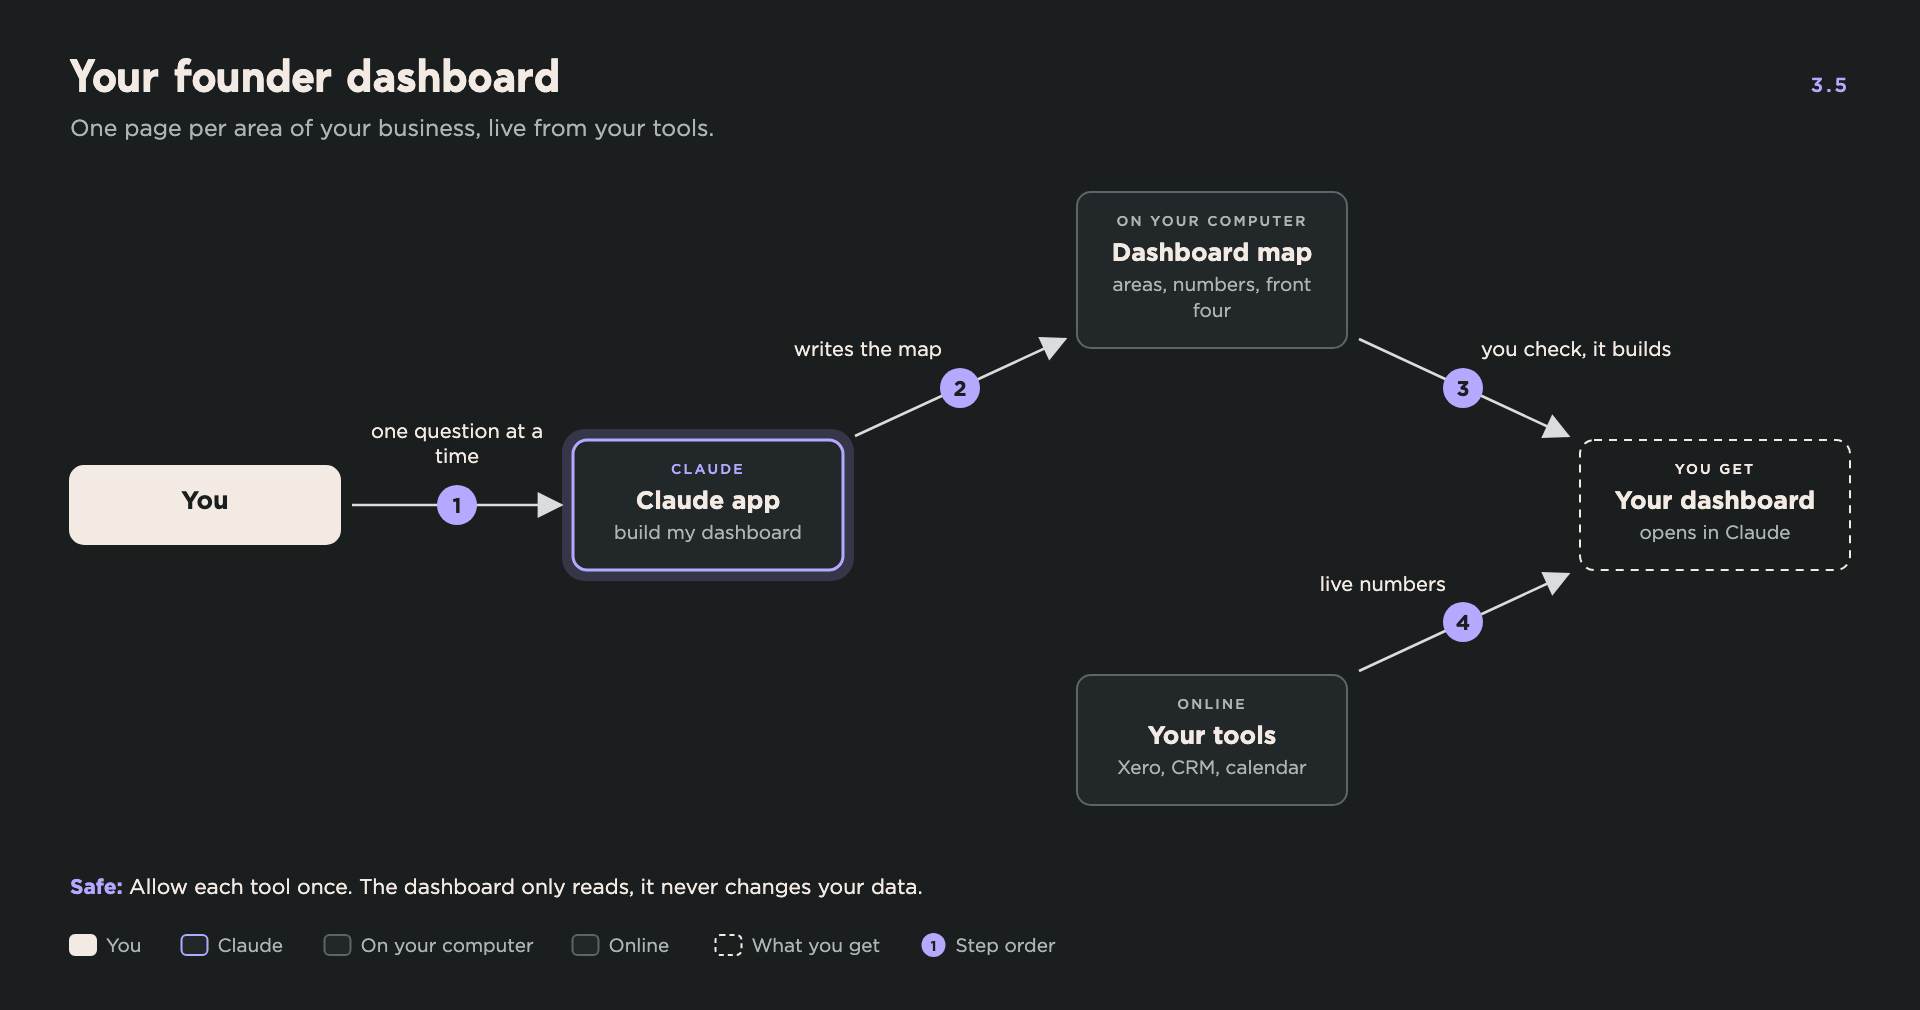 Your founder dashboard
3.5
One page per area of your business, live from your tools.
ON YOUR COMPUTER
Dashboard map
areas, numbers, front
four
writes the map
2
you check, it builds
3
one question at a
time
1
You
CLAUDE
Claude app
build my dashboard
YOU GET
Your dashboard
opens in Claude
live numbers
4
ONLINE
Your tools
Xero, CRM, calendar
Safe: Allow each tool once. The dashboard only reads, it never changes your data.
You
Claude
On your computer
Online
What you get
1 Step order